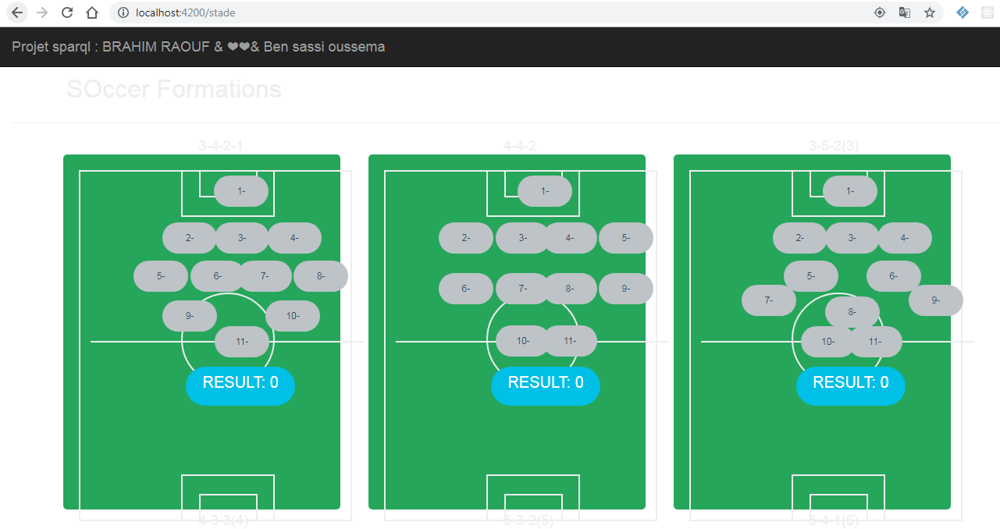 localhost:4200/stade
Projet sparql : BRAHIM RAOUF & ❤❤& Ben sassi oussema
SOccer Formations
3-4-2-1
1-
2- 3- 4-
5- 6- 7- 8-
9- 10-
11-
RESULT: 0
4-3-3(4)
4-4-2
1-
2- 3- 4- 5-
6- 7- 8- 9-
10- 11-
RESULT: 0
5-3-2(5)
3-5-2(3)
1-
2- 3- 4-
5- 6-
7- 9-
8-
10- 11-
RESULT: 0
5-4-1(6)